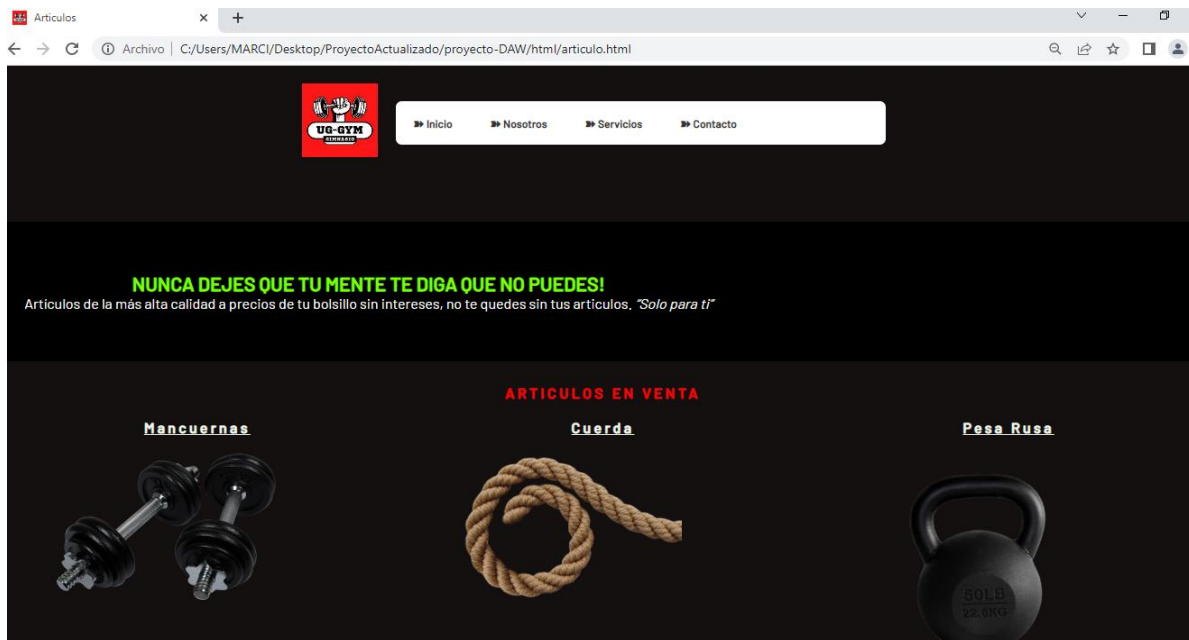 Articulos
Archivo | C:/Users/MARCI/Desktop/ProyectoActualizado/proyecto-DAW/html/articulo.html
UG-GYM
GIMNASIO
Inicio Nosotros Servicios Contacto
NUNCA DEJES QUE TU MENTE TE DIGA QUE NO PUEDES!
Articulos de la más alta calidad a precios de tu bolsillo sin intereses, no te quedes sin tus articulos. “Solo para ti”
ARTICULOS EN VENTA
Mancuernas Cuerda Pesa Rusa
50LB
22.6KG